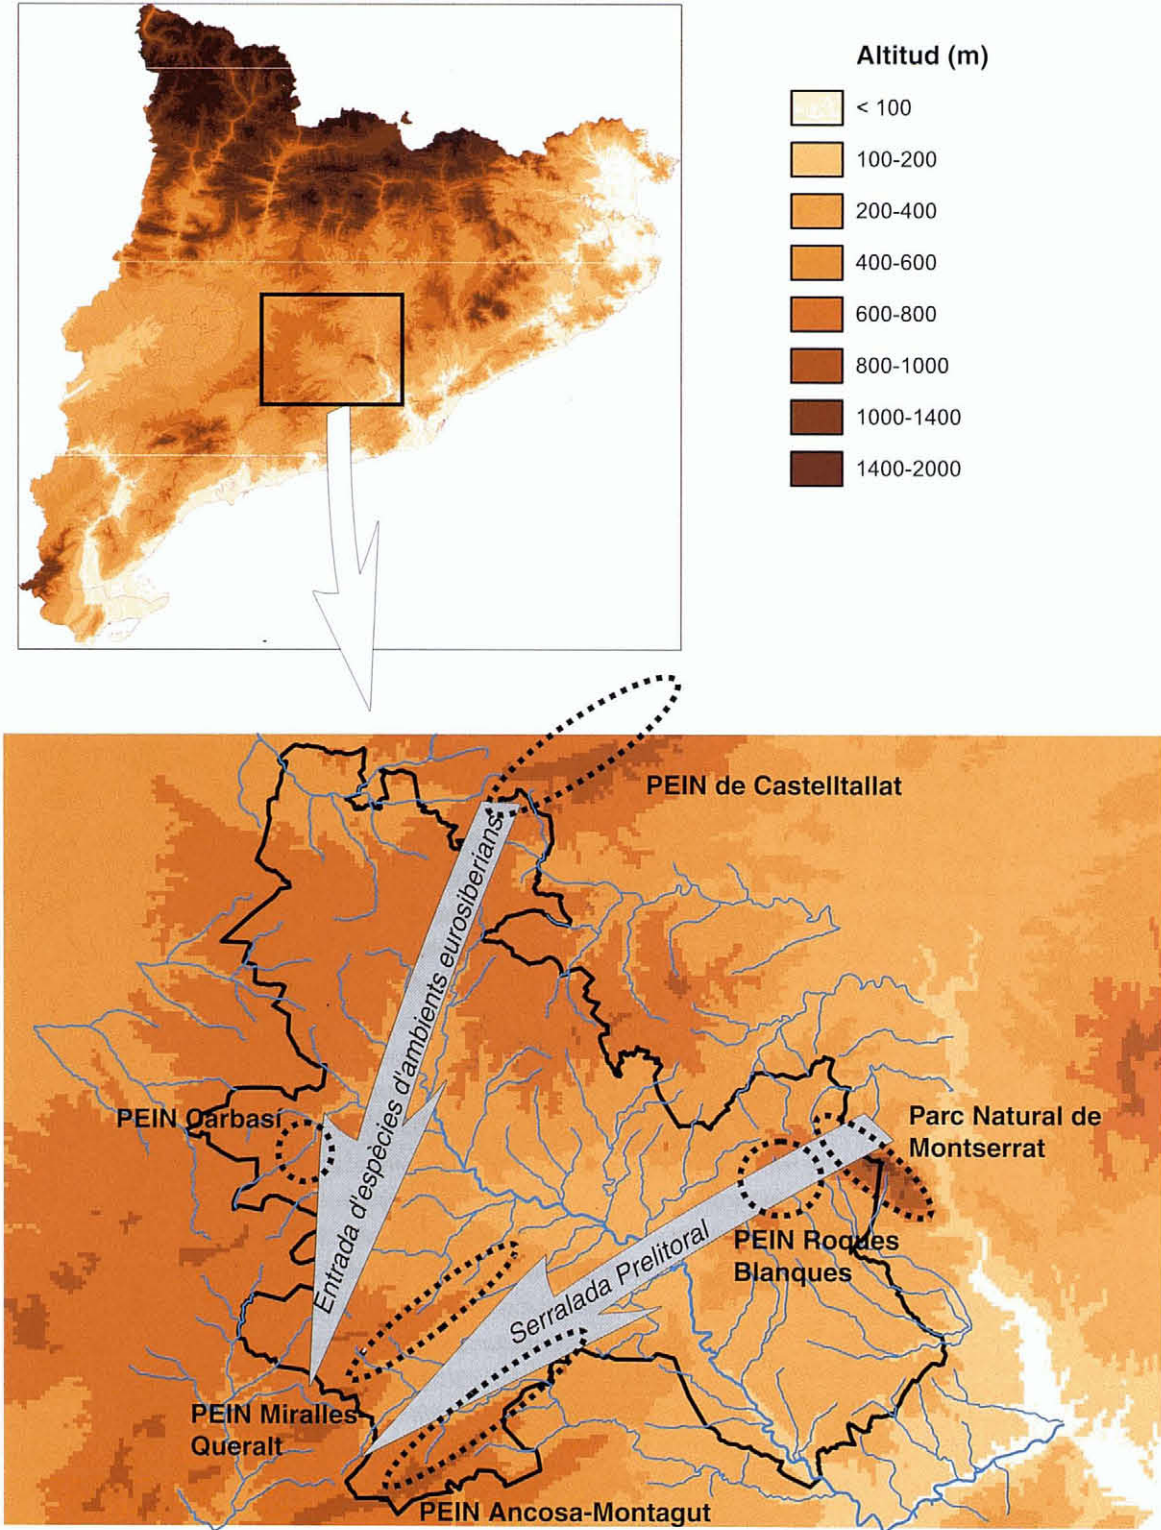 Altitud (m)
< 100
100-200
200-400
400-600
600-800
800-1000
1000-1400
1400-2000
PEIN de Castelltallat
Entrada d'espècies d'ambients eurosiberians
PEIN Carbasí
Parc Natural de
Montserrat
PEIN Roques
Blanques
Serralada Prelitoral
PEIN Miralles-
Queralt
PEIN Ancosa-Montagut